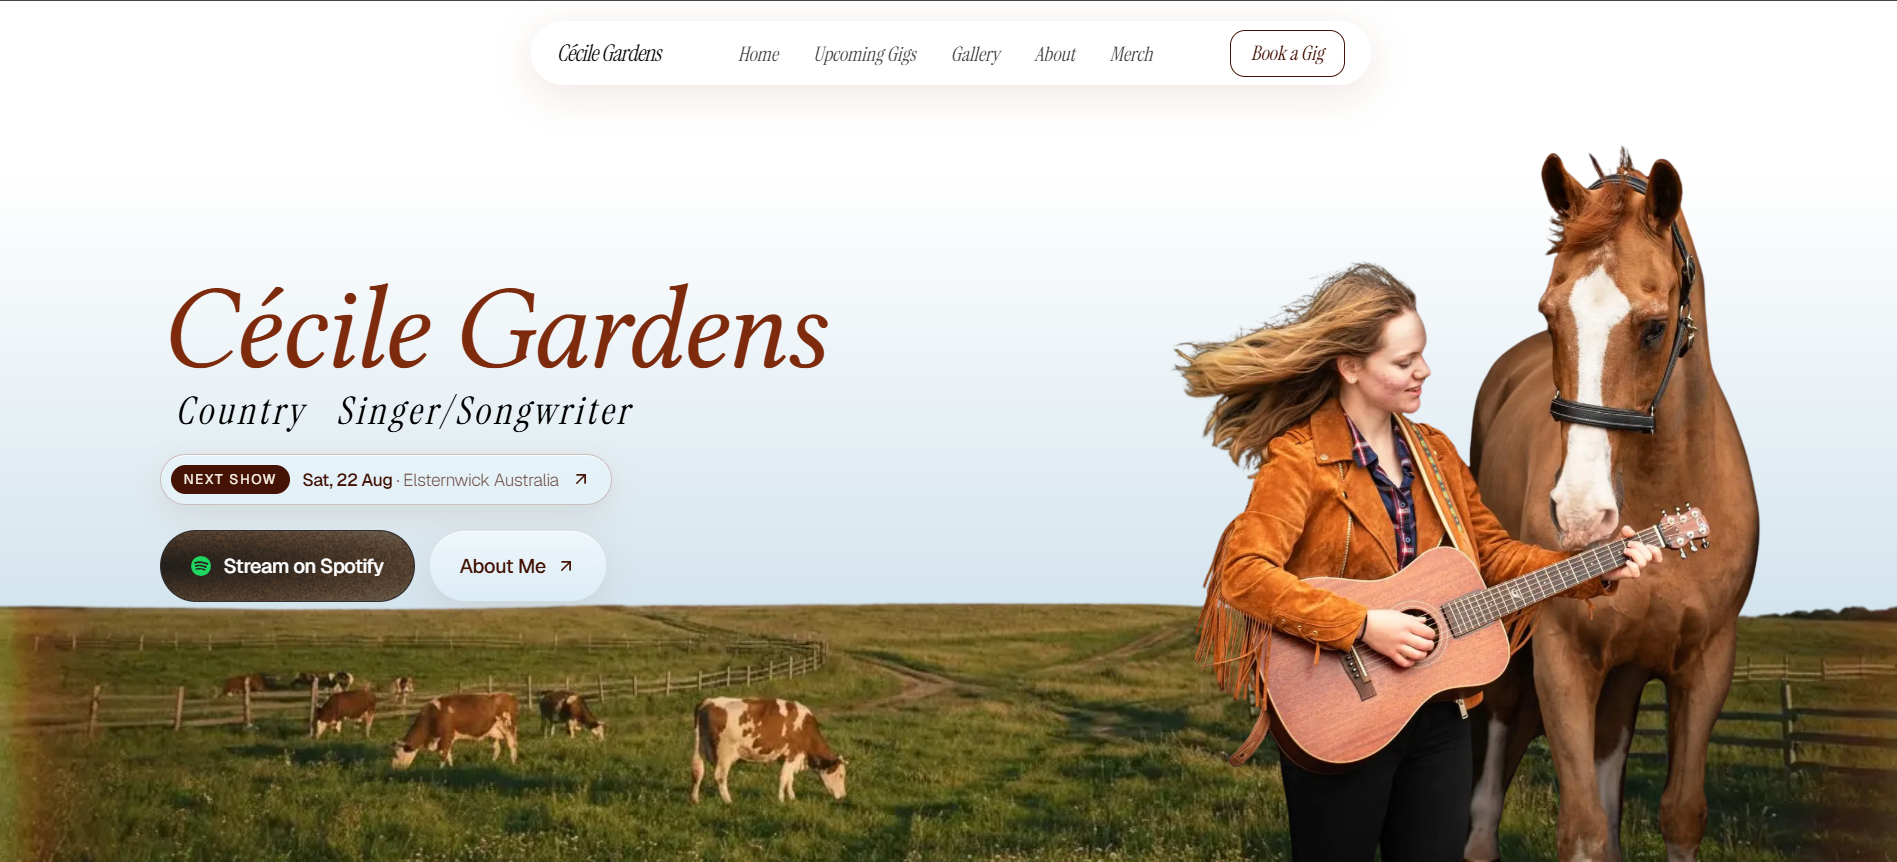 Cécile Gardens Home Upcoming Gigs Gallery About Merch Book a Gig
Cécile Gardens
Country Singer/Songwriter
NEXT SHOW Sat, 22 Aug · Elsternwick Australia
Stream on Spotify About Me